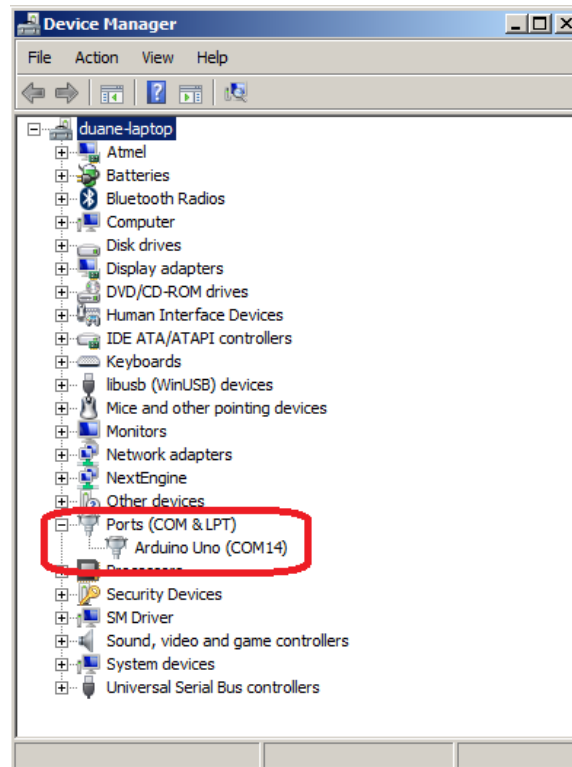 Device Manager
File Action View Help
duane-laptop
Atmel
Batteries
Bluetooth Radios
Computer
Disk drives
Display adapters
DVD/CD-ROM drives
Human Interface Devices
IDE ATA/ATAPI controllers
Keyboards
libusb (WinUSB) devices
Mice and other pointing devices
Monitors
Network adapters
NextEngine
Other devices
Ports (COM & LPT)
Arduino Uno (COM14)
Processors
Security Devices
SM Driver
Sound, video and game controllers
System devices
Universal Serial Bus controllers